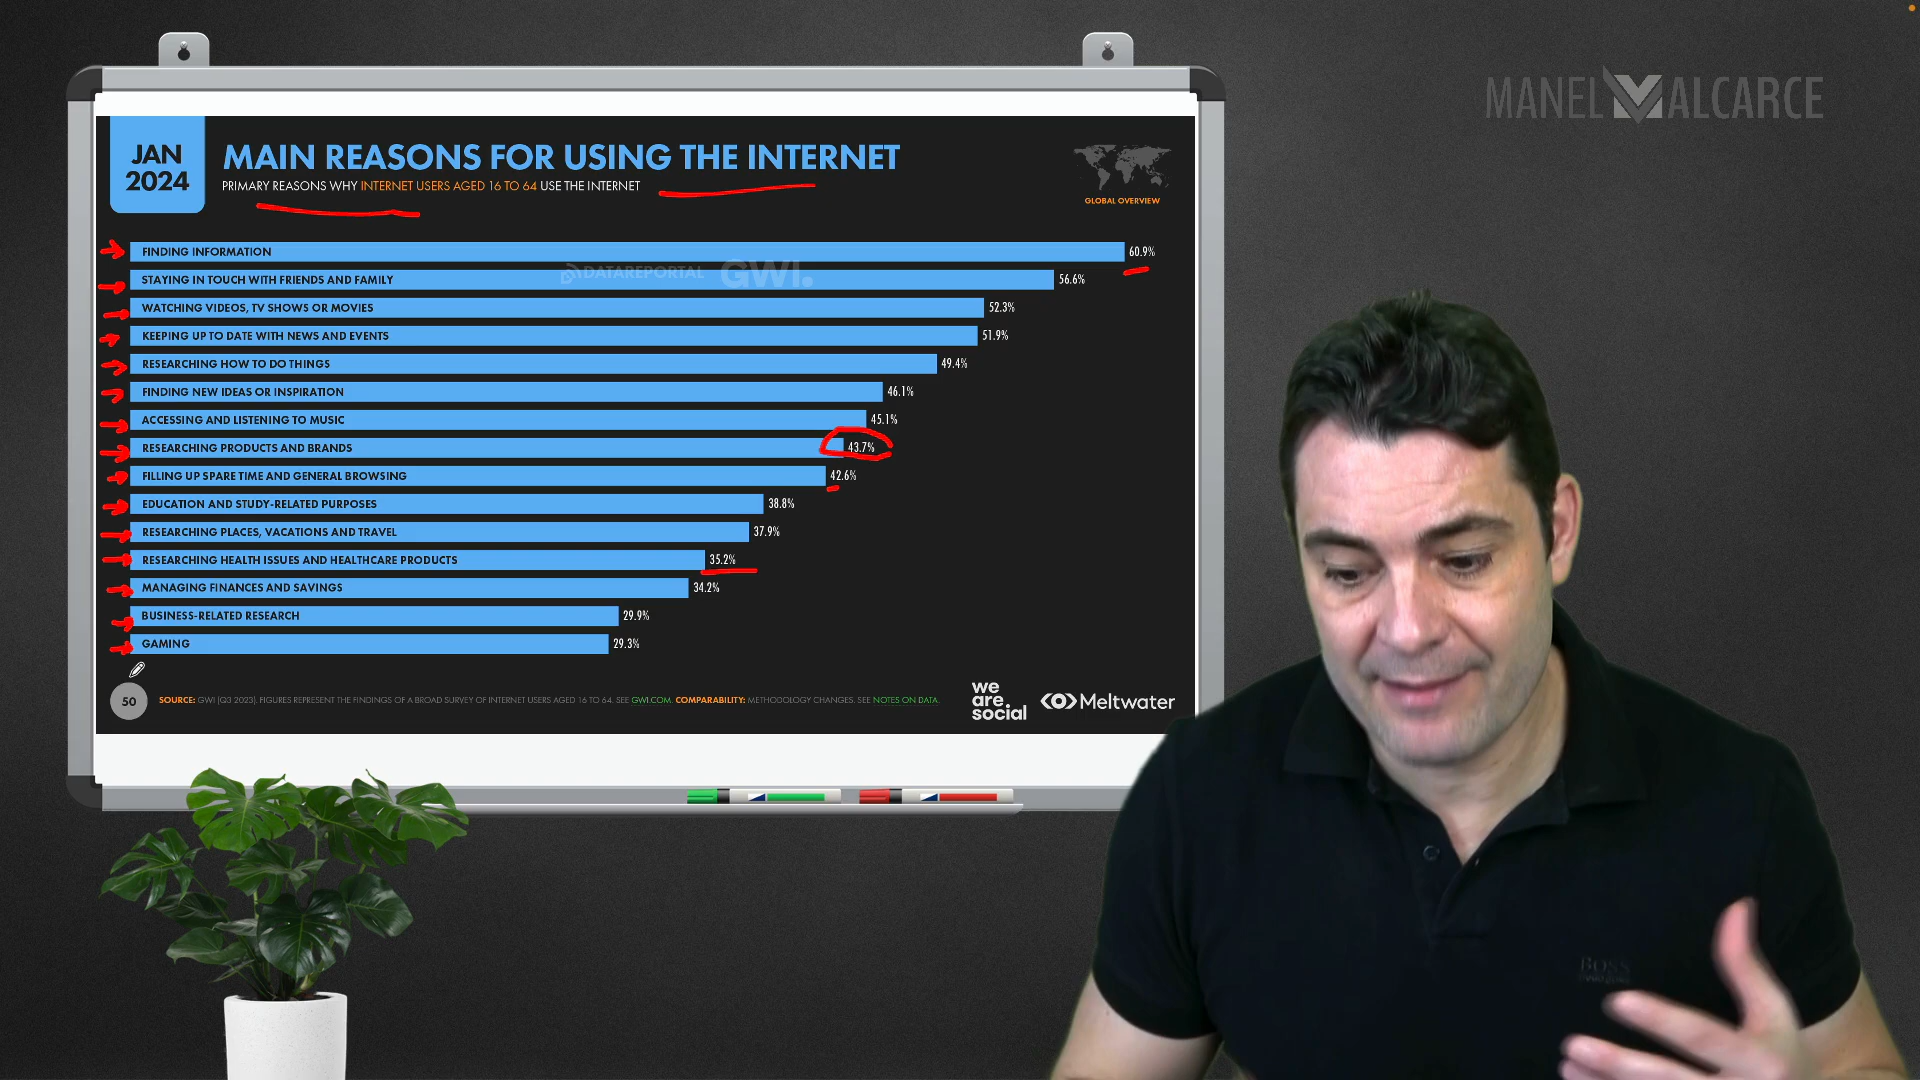 MANEL ALCARCE
JAN
2024
MAIN REASONS FOR USING THE INTERNET
PRIMARY REASONS WHY INTERNET USERS AGED 16 TO 64 USE THE INTERNET
GLOBAL OVERVIEW
FINDING INFORMATION 60.9%
DATAREPORTAL GWI.
STAYING IN TOUCH WITH FRIENDS AND FAMILY 56.6%
WATCHING VIDEOS, TV SHOWS OR MOVIES 52.3%
KEEPING UP TO DATE WITH NEWS AND EVENTS 51.9%
RESEARCHING HOW TO DO THINGS 49.4%
FINDING NEW IDEAS OR INSPIRATION 46.1%
ACCESSING AND LISTENING TO MUSIC 45.1%
RESEARCHING PRODUCTS AND BRANDS 43.7%
FILLING UP SPARE TIME AND GENERAL BROWSING 42.6%
EDUCATION AND STUDY-RELATED PURPOSES 38.8%
RESEARCHING PLACES, VACATIONS AND TRAVEL 37.9%
RESEARCHING HEALTH ISSUES AND HEALTHCARE PRODUCTS 35.2%
MANAGING FINANCES AND SAVINGS 34.2%
BUSINESS-RELATED RESEARCH 29.9%
GAMING 29.3%
50
SOURCE: GWI (Q3 2023). FIGURES REPRESENT THE FINDINGS OF A BROAD SURVEY OF INTERNET USERS AGED 16 TO 64. SEE GWI.COM. COMPARABILITY: METHODOLOGY CHANGES. SEE NOTES ON DATA.
we
are
social
Meltwater
BOSS